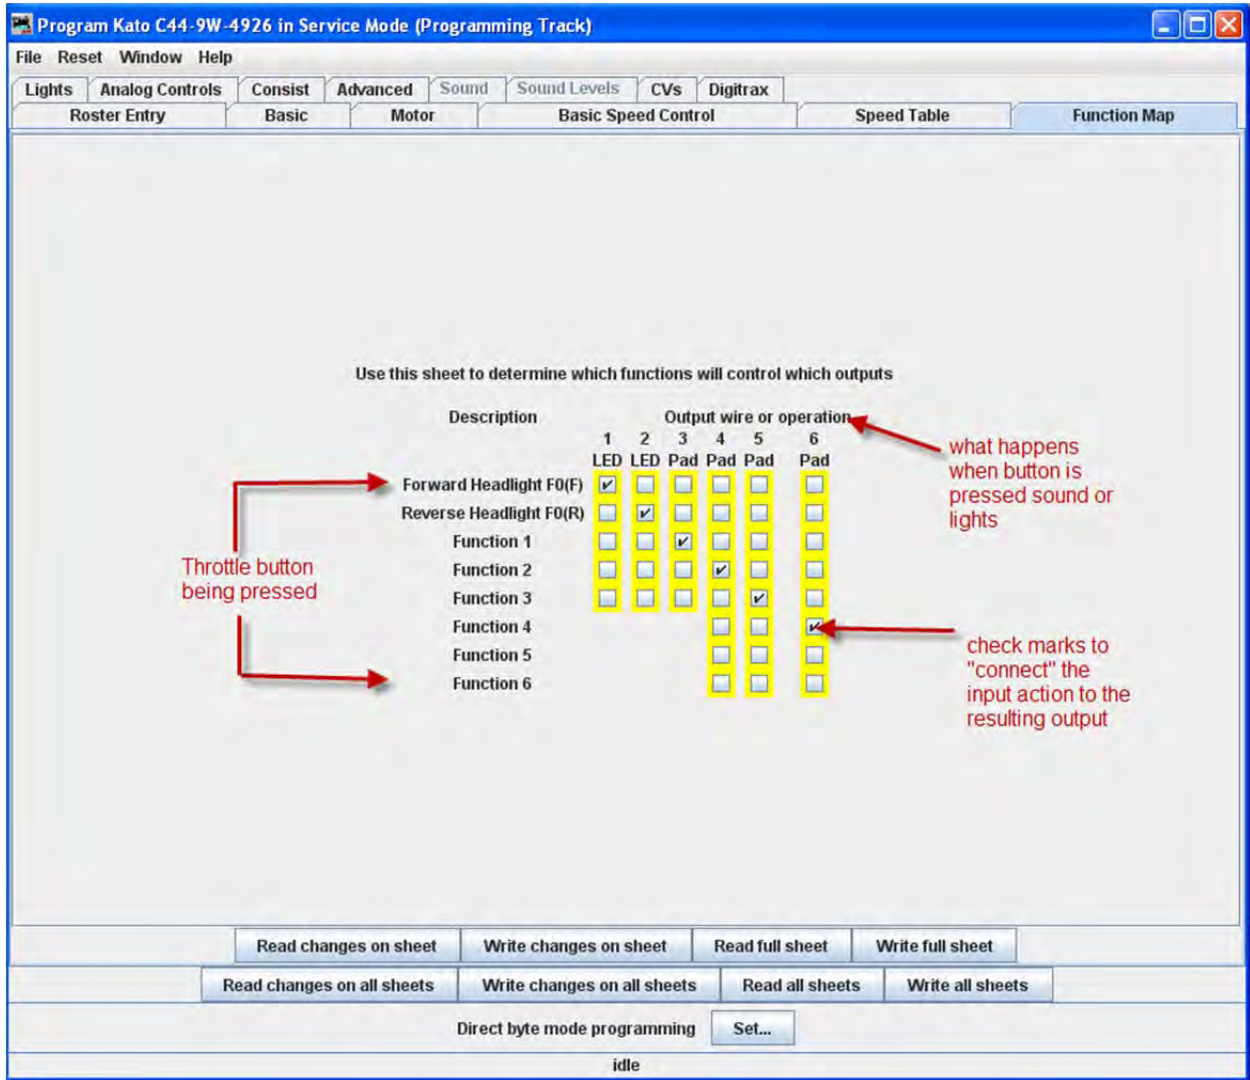 Program Kato C44-9W-4926 in Service Mode (Programming Track)
File Reset Window Help
Lights Analog Controls Consist Advanced Sound Sound Levels CVs Digitrax
Roster Entry Basic Motor Basic Speed Control Speed Table Function Map
Use this sheet to determine which functions will control which outputs
Description Output wire or operation
1 2 3 4 5 6
LED LED Pad Pad Pad Pad
Forward Headlight F0(F)
Reverse Headlight F0(R)
Function 1
Function 2
Function 3
Function 4
Function 5
Function 6
what happens
when button is
pressed sound or
lights
Throttle button
being pressed
check marks to
"connect" the
input action to the
resulting output
Read changes on sheet Write changes on sheet Read full sheet Write full sheet
Read changes on all sheets Write changes on all sheets Read all sheets Write all sheets
Direct byte mode programming Set...
idle